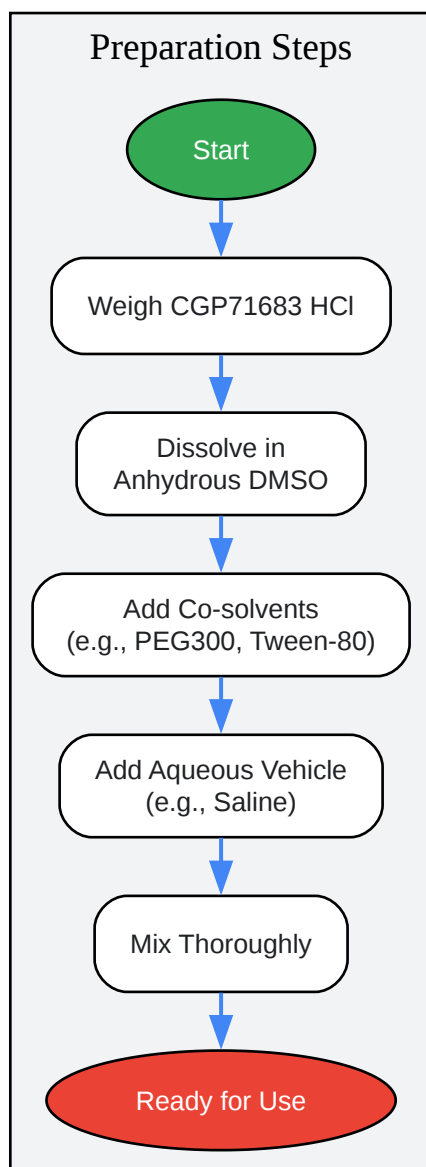 Preparation Steps
Start
Weigh CGP71683 HCl
Dissolve in
Anhydrous DMSO
Add Co-solvents
(e.g., PEG300, Tween-80)
Add Aqueous Vehicle
(e.g., Saline)
Mix Thoroughly
Ready for Use